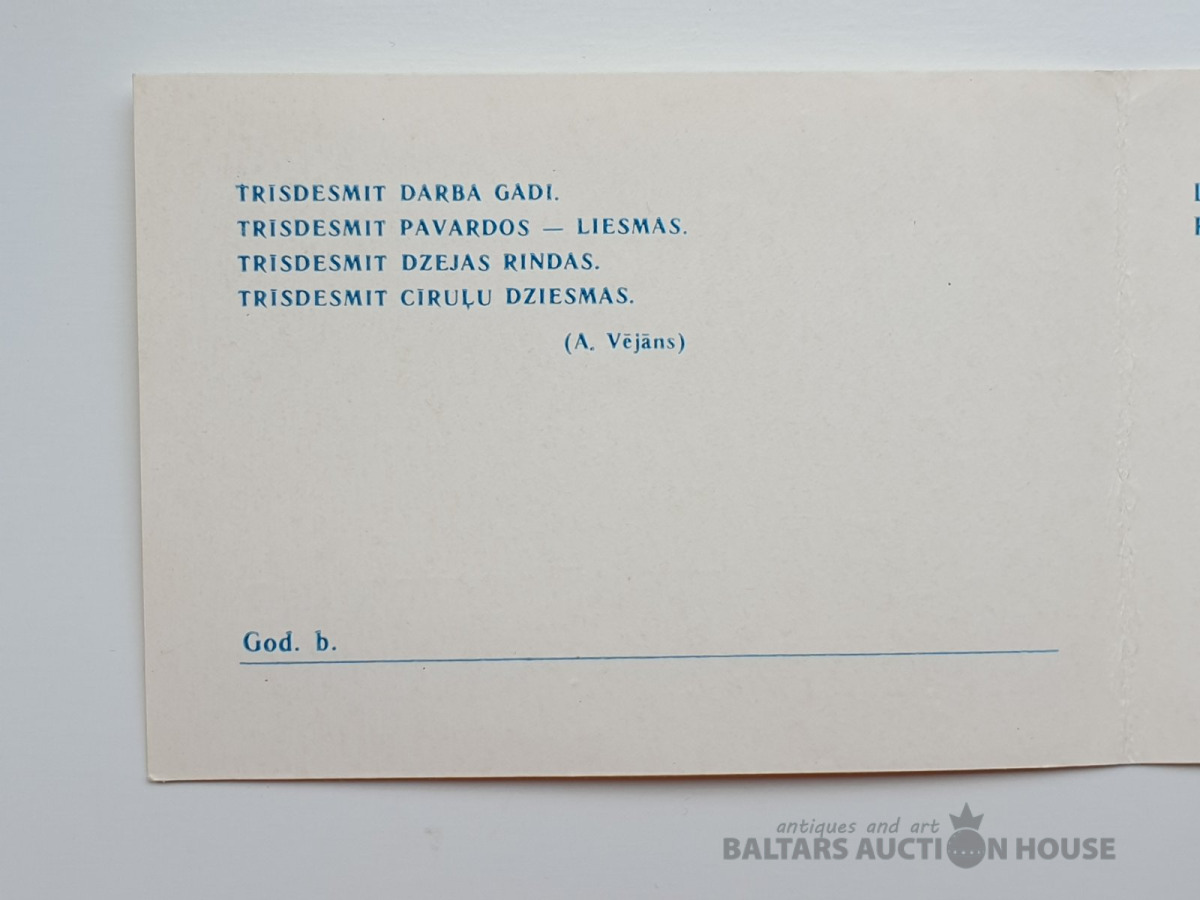 TRĪSDESMIT DARBA GADI.
TRĪSDESMIT PAVARDOS — LIESMAS.
TRĪSDESMIT DZEJAS RINDAS.
TRĪSDESMIT CĪRUĻU DZIESMAS.
(A. Vējāns)
God. b.
antiques and art
BALTARS AUCTION HOUSE